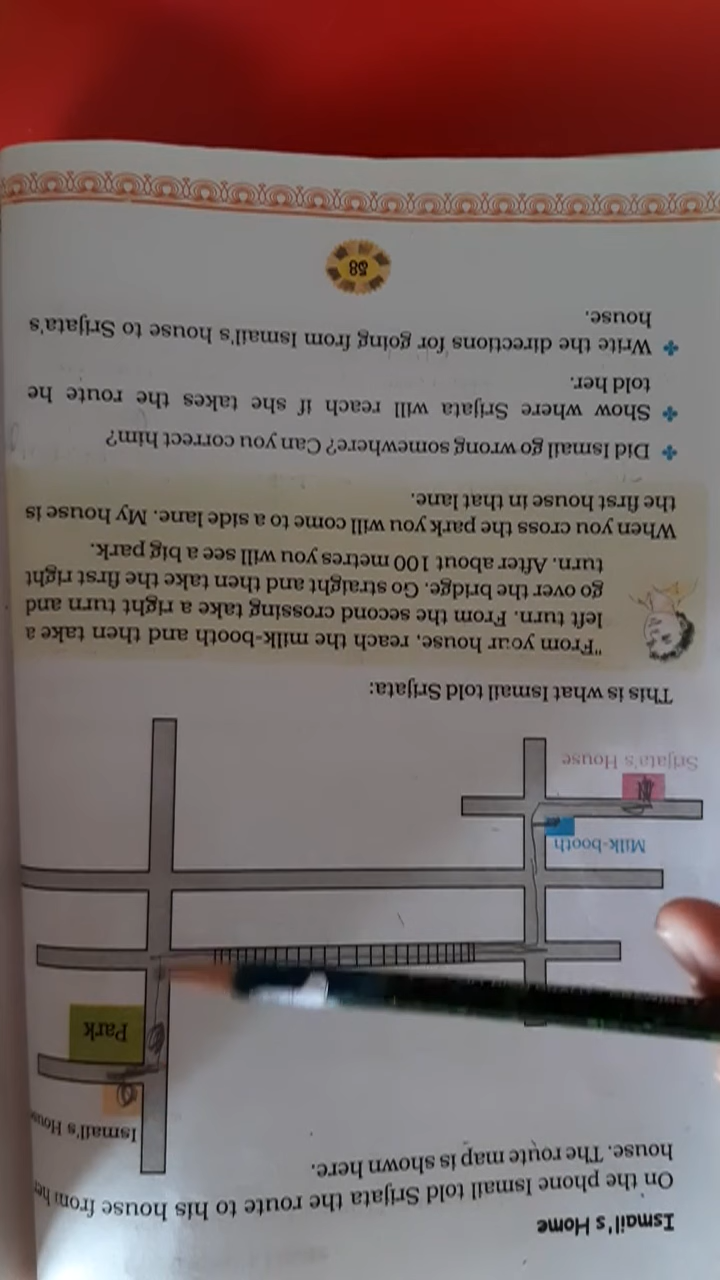 Ismail's Home
On the phone Ismail told Srijata the route to his house from her
house. The route map is shown here.
Ismail's House
Park
Milk-booth
Srijata's House
This is what Ismail told Srijata:
"From your house, reach the milk-booth and then take a
left turn. From the second crossing take a right turn and
go over the bridge. Go straight and then take the first right
turn. After about 100 metres you will see a big park.
When you cross the park you will come to a side lane. My house is
the first house in that lane.
Did Ismail go wrong somewhere? Can you correct him?
Show where Srijata will reach if she takes the route he
told her.
Write the directions for going from Ismail's house to Srijata's
house.
38